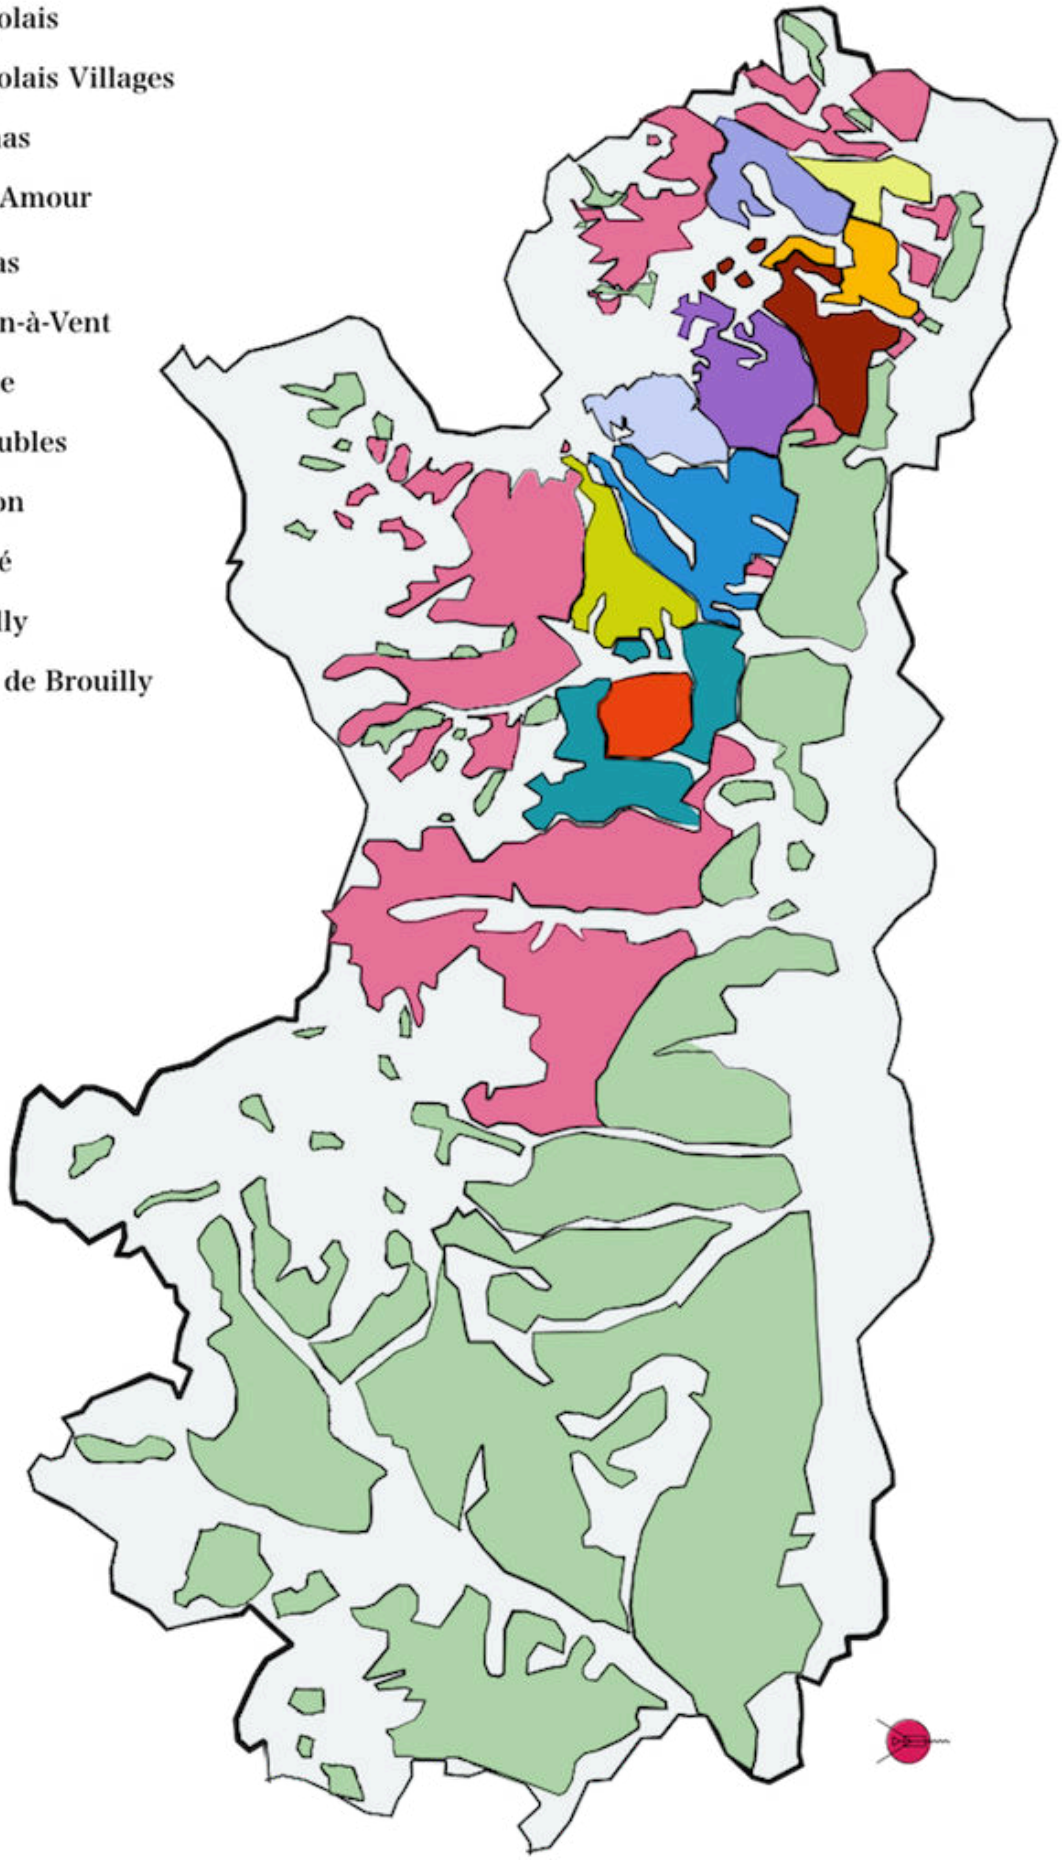 olais
olais Villages
as
Amour
as
n-à-Vent
e
ubles
on
é
lly
de Brouilly